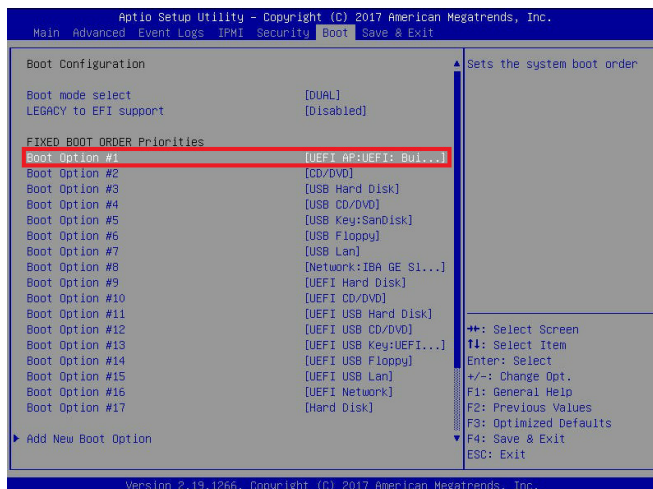 Aptio Setup Utility – Copyright (C) 2017 American Megatrends, Inc.
Main Advanced Event Logs IPMI Security Boot Save & Exit
Boot Configuration
Boot mode select [DUAL]
LEGACY to EFI support [Disabled]
FIXED BOOT ORDER Priorities
Boot Option #1 [UEFI AP:UEFI: Bui...]
Boot Option #2 [CD/DVD]
Boot Option #3 [USB Hard Disk]
Boot Option #4 [USB CD/DVD]
Boot Option #5 [USB Key:SanDisk]
Boot Option #6 [USB Floppy]
Boot Option #7 [USB Lan]
Boot Option #8 [Network:IBA GE Sl...]
Boot Option #9 [UEFI Hard Disk]
Boot Option #10 [UEFI CD/DVD]
Boot Option #11 [UEFI USB Hard Disk]
Boot Option #12 [UEFI USB CD/DVD]
Boot Option #13 [UEFI USB Key:UEFI...]
Boot Option #14 [UEFI USB Floppy]
Boot Option #15 [UEFI USB Lan]
Boot Option #16 [UEFI Network]
Boot Option #17 [Hard Disk]
Add New Boot Option
Sets the system boot order
→←: Select Screen
↑↓: Select Item
Enter: Select
+/-: Change Opt.
F1: General Help
F2: Previous Values
F3: Optimized Defaults
F4: Save & Exit
ESC: Exit
Version 2.19.1266. Copyright (C) 2017 American Megatrends, Inc.